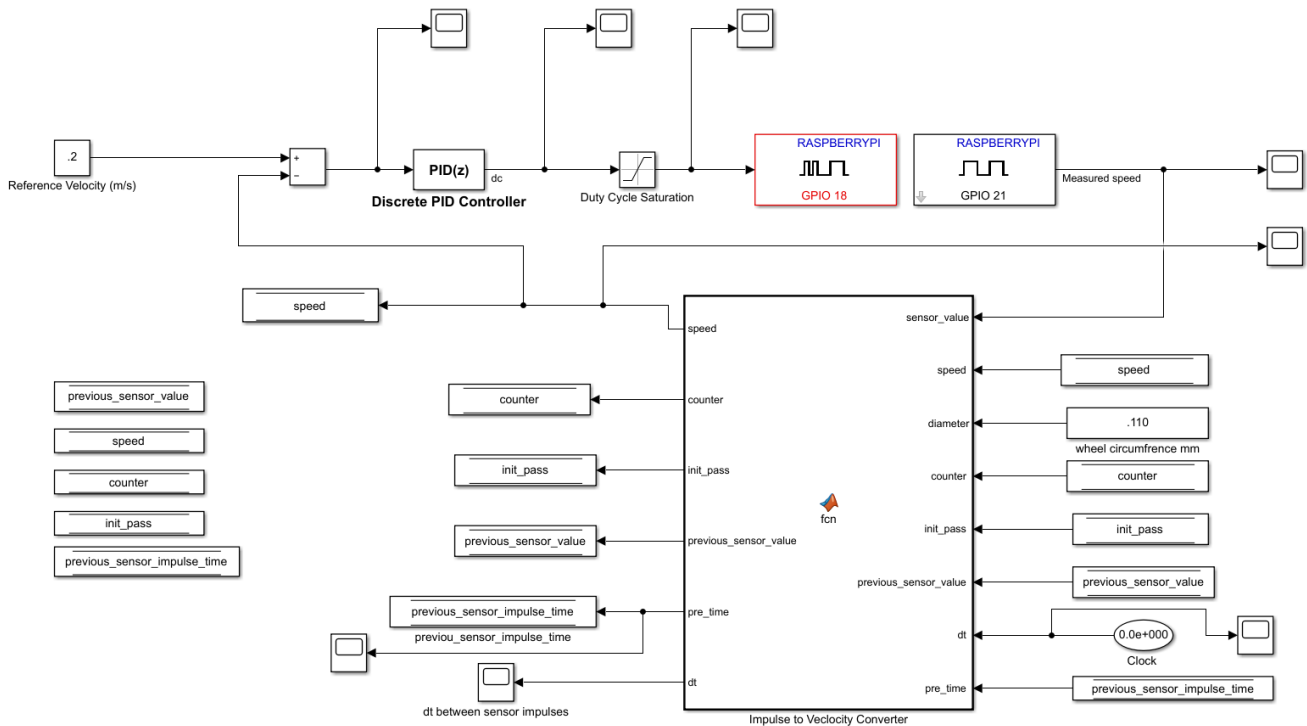 .2
Reference Velocity (m/s)
+
−
PID(z)
dc
Discrete PID Controller
Duty Cycle Saturation
RASPBERRYPI
GPIO 18
RASPBERRYPI
GPIO 21
Measured speed
speed
speed
sensor_value
speed
speed
previous_sensor_value
counter
counter
diameter
.110
wheel circumfrence mm
speed
counter
counter
init_pass
init_pass
counter
fcn
init_pass
init_pass
init_pass
previous_sensor_value
previous_sensor_value
previous_sensor_impulse_time
previous_sensor_value
previous_sensor_value
previous_sensor_impulse_time
previou_sensor_impulse_time
pre_time
dt
0.0e+000
Clock
dt
dt between sensor impulses
pre_time
previous_sensor_impulse_time
Impulse to Veclocity Converter